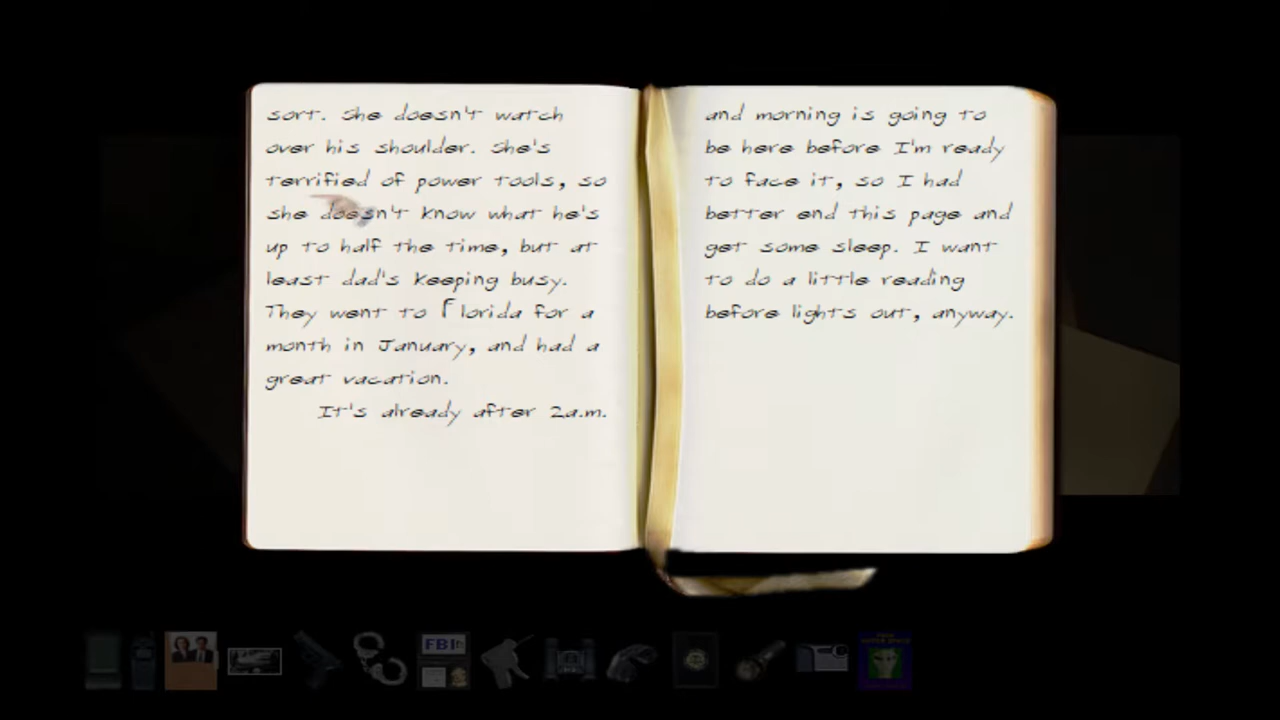 sort. She doesn't watch
over his shoulder. She's
terrified of power tools, so
she doesn't know what he's
up to half the time, but at
least dad's keeping busy.
They went to Florida for a
month in January, and had a
great vacation.
It's already after 2a.m.
and morning is going to
be here before I'm ready
to face it, so I had
better end this page and
get some sleep. I want
to do a little reading
before lights out, anyway.
FBI